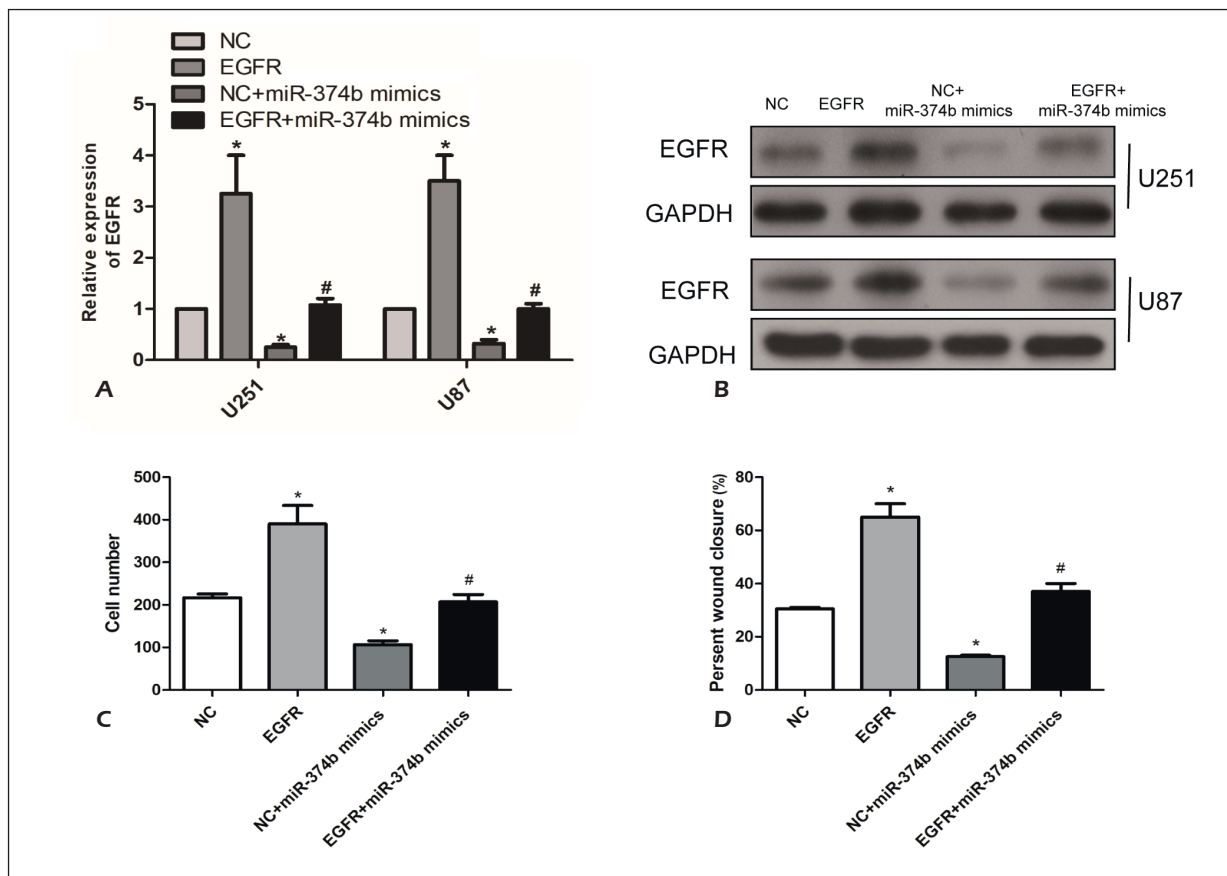 NC
EGFR
NC+miR-374b mimics
EGFR+miR-374b mimics
Relative expression
of EGFR
5
4
3
2
1
0
*
*
#
*
*
#
U251
U87
A
NC
EGFR
NC+
miR-374b mimics
EGFR+
miR-374b mimics
EGFR
GAPDH
U251
EGFR
GAPDH
U87
B
Cell number
500
400
300
200
100
0
*
*
#
NC
EGFR
NC+miR-374b mimics
EGFR+miR-374b mimics
C
Persent wound closure (%)
80
60
40
20
0
*
*
#
NC
EGFR
NC+miR-374b mimics
EGFR+miR-374b mimics
D